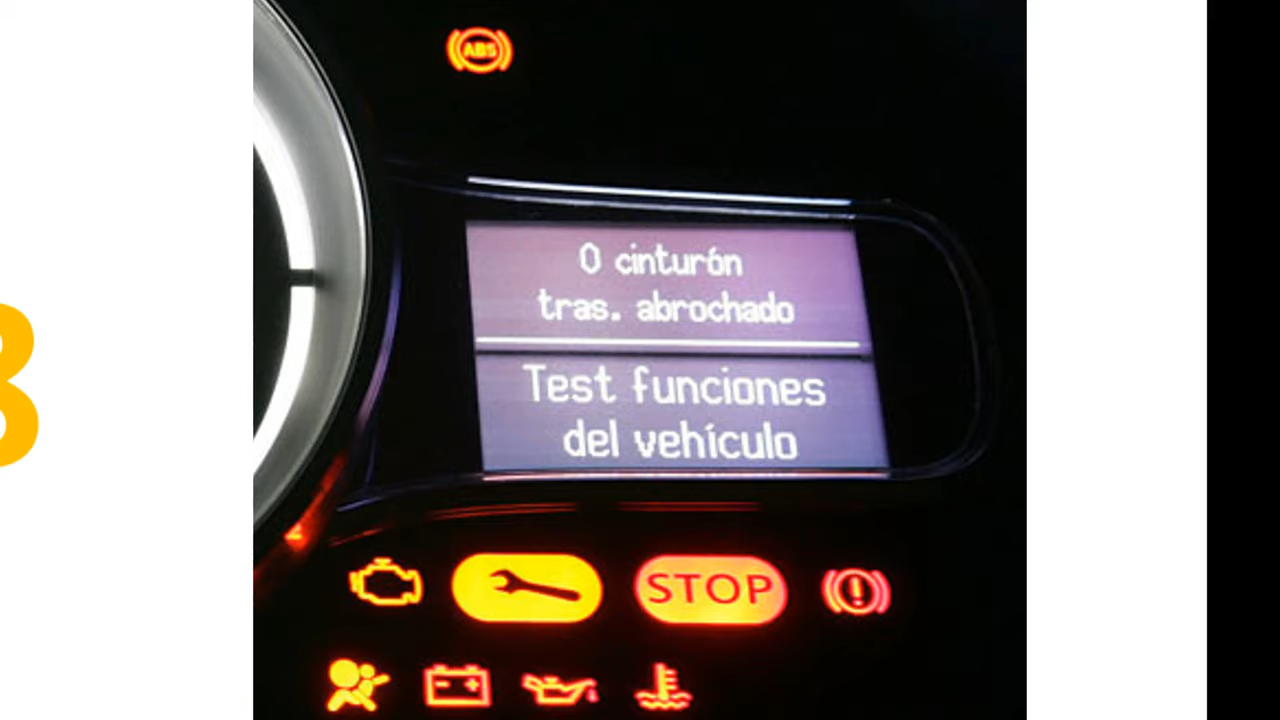 ABS
0 cinturón
tras. abrochado
Test funciones
del vehículo
STOP